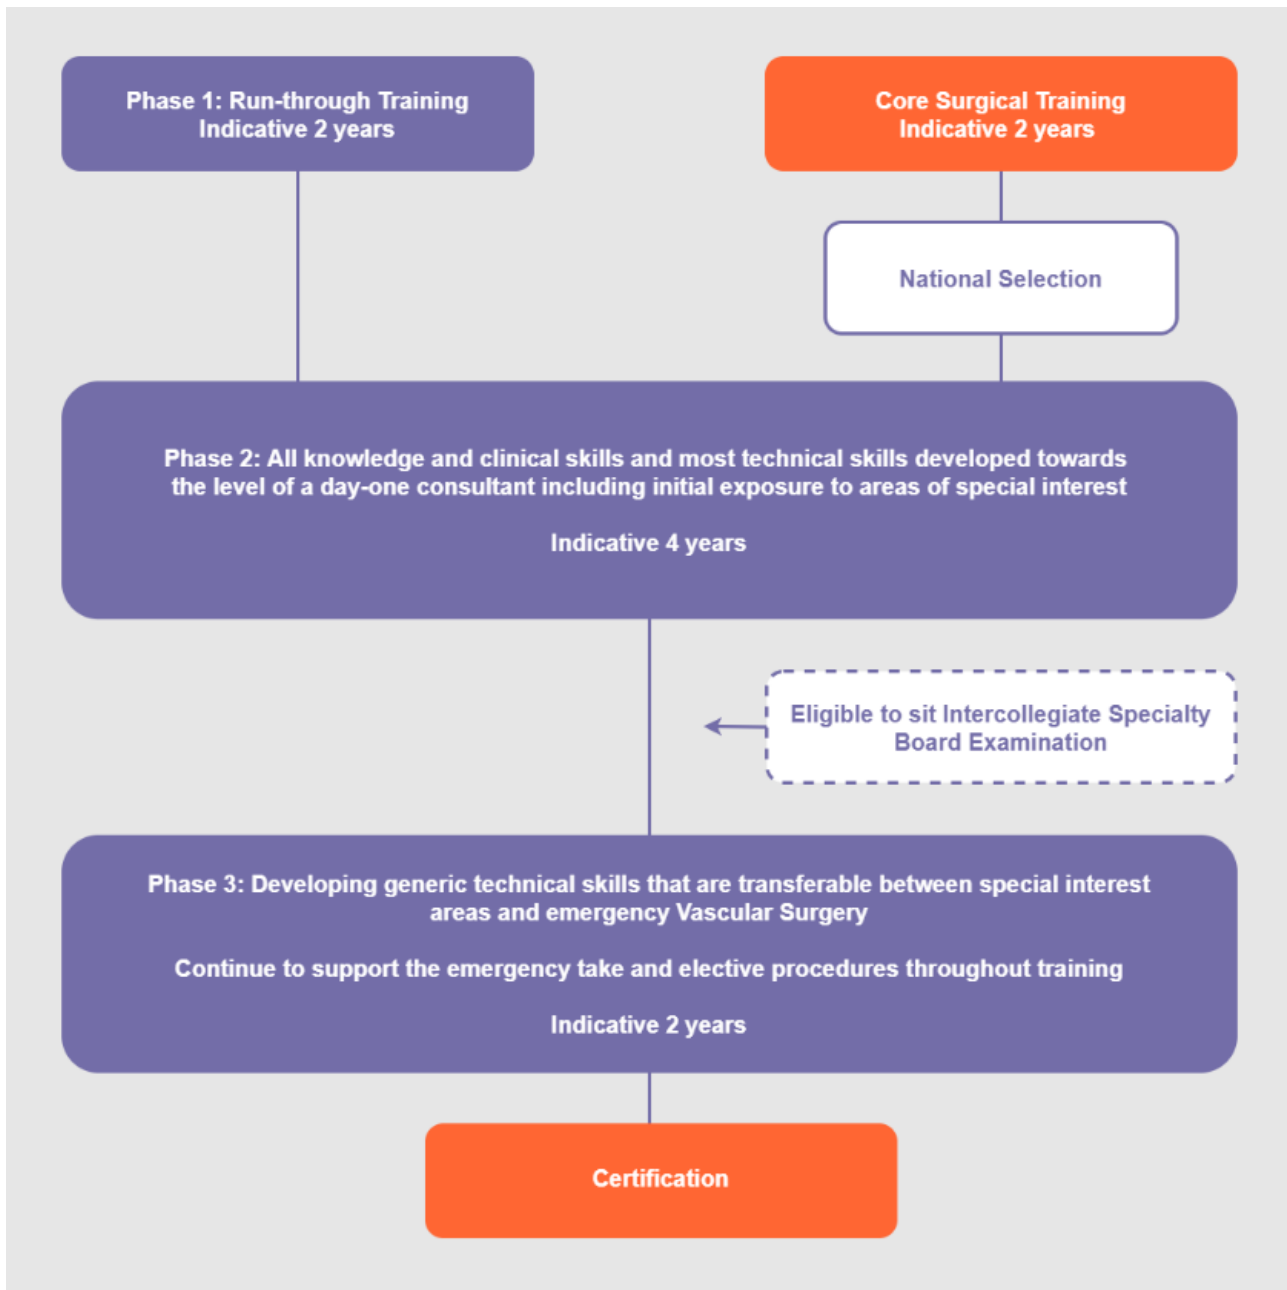 Phase 1: Run-through Training
Indicative 2 years
Core Surgical Training
Indicative 2 years
National Selection
Phase 2: All knowledge and clinical skills and most technical skills developed towards
the level of a day-one consultant including initial exposure to areas of special interest
Indicative 4 years
Eligible to sit Intercollegiate Specialty
Board Examination
Phase 3: Developing generic technical skills that are transferable between special interest
areas and emergency Vascular Surgery
Continue to support the emergency take and elective procedures throughout training
Indicative 2 years
Certification